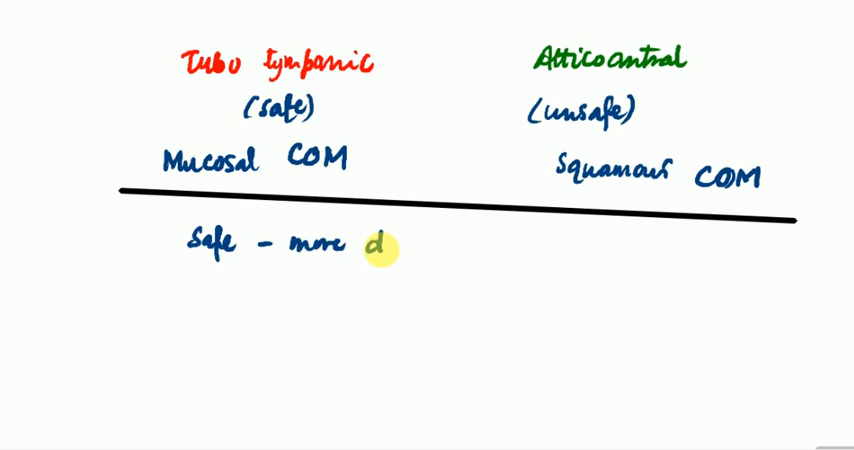 Tubo tympanic
Atticoantral
(safe)
(unsafe)
Mucosal COM
Squamous COM
Safe - more d